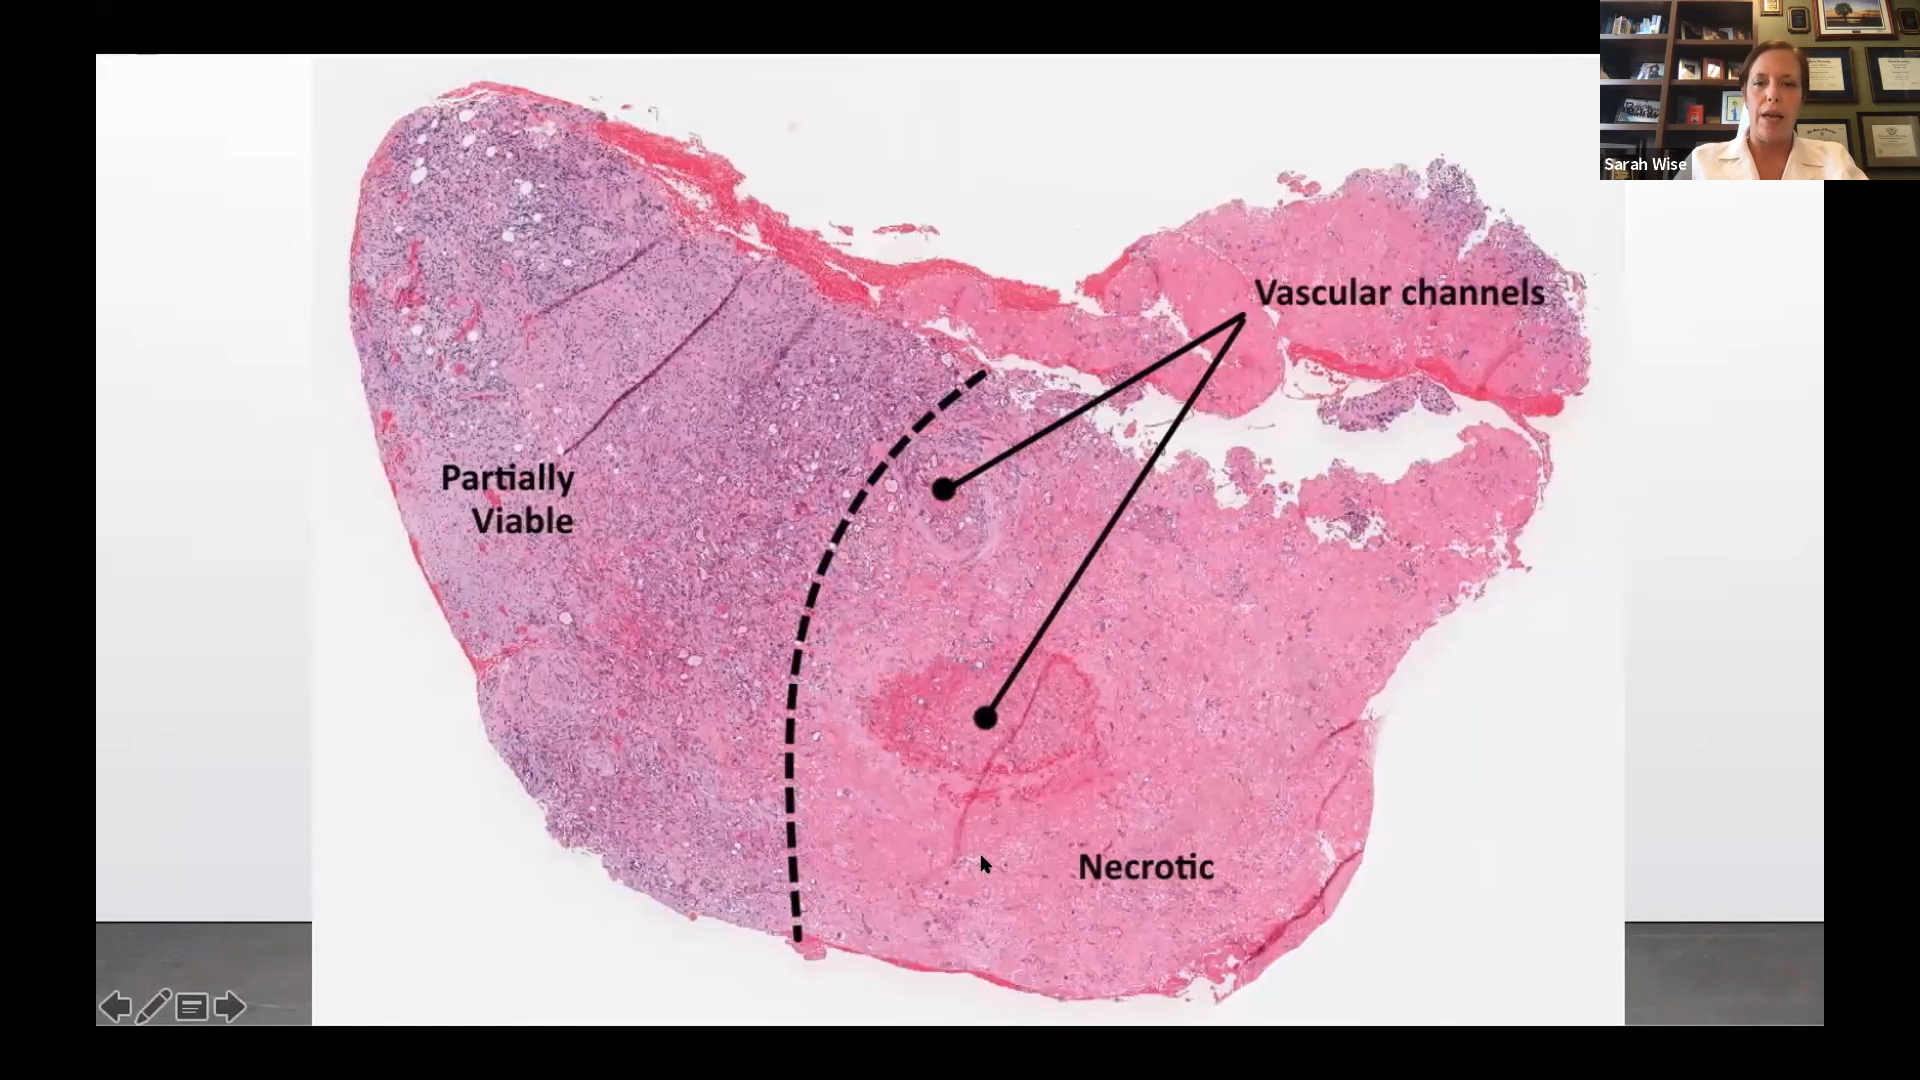 Sarah Wise
Vascular channels
Partially
Viable
Necrotic